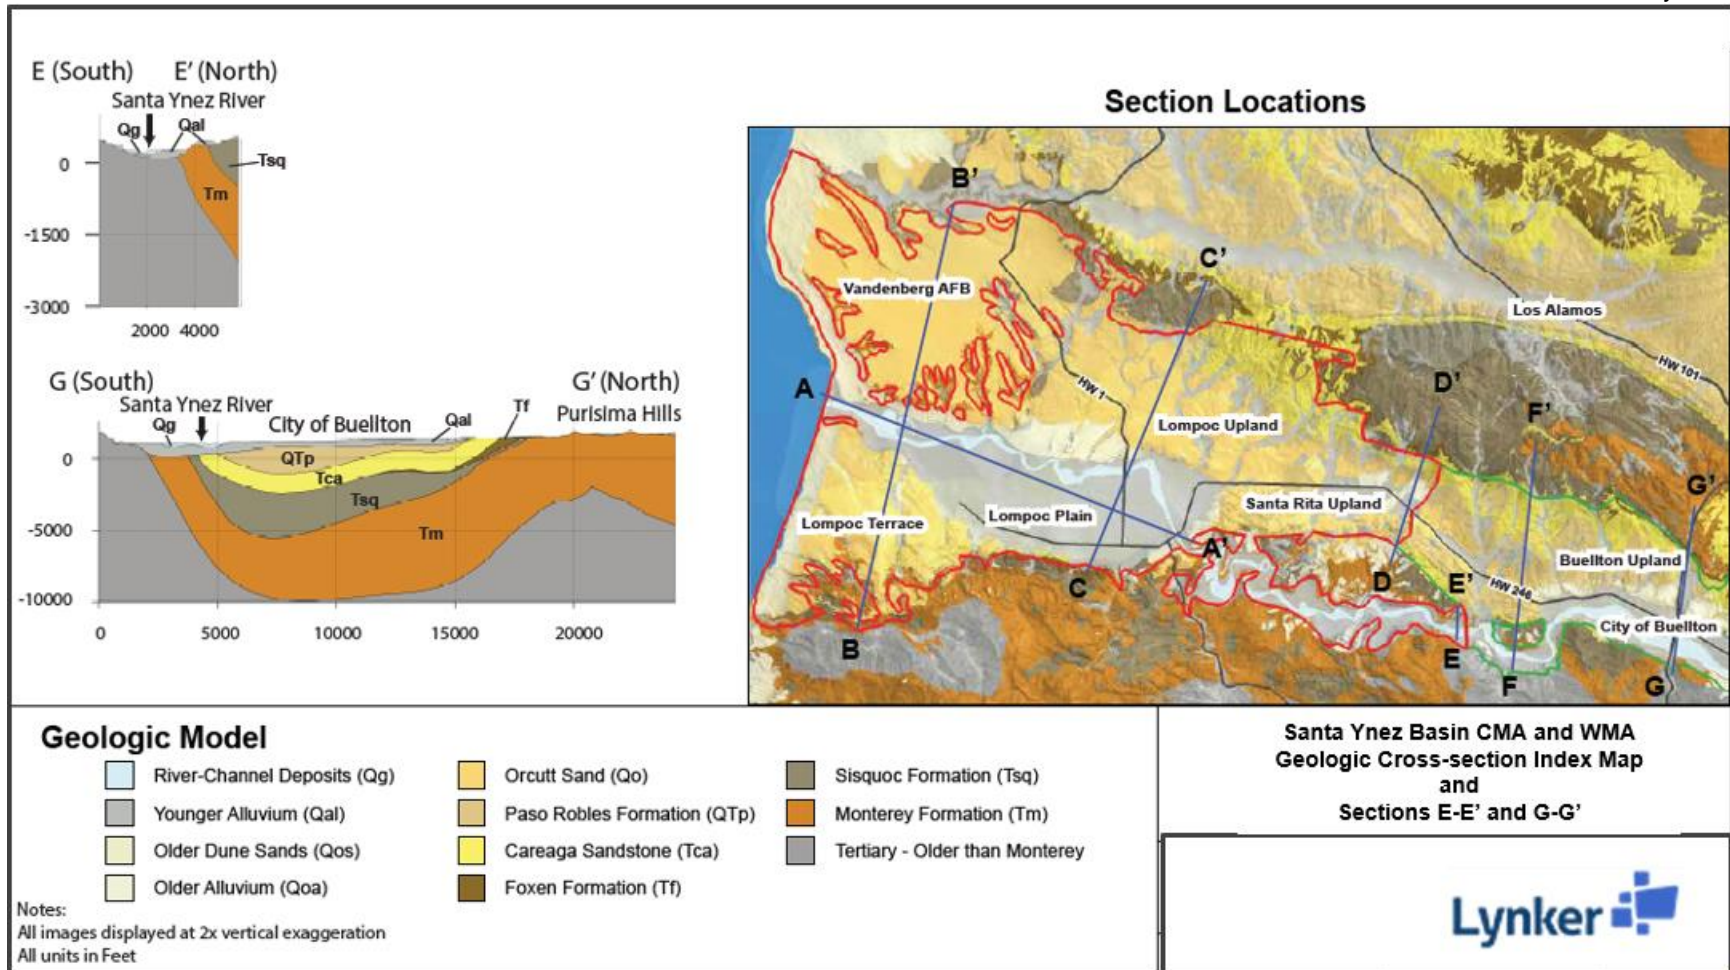 E (South) E' (North)
Santa Ynez River
Qg Qal
0
Tsq
Tm
-1500
-3000
2000 4000
G (South) G' (North)
Santa Ynez River
City of Buellton
Purisima Hills
Qg
Qal
Tf
0
QTp
Tca
Tsq
Tm
-5000
-10000
0 5000 10000 15000 20000
Section Locations
B'
C'
Vandenberg AFB
Los Alamos
HW 101
A
HW 1
D'
F'
Lompoc Upland
G'
Santa Rita Upland
Lompoc Plain
Lompoc Terrace
A'
Buellton Upland
C
D
E'
HW 246
City of Buellton
B
E
F
G
Geologic Model
River-Channel Deposits (Qg)
Younger Alluvium (Qal)
Older Dune Sands (Qos)
Older Alluvium (Qoa)
Orcutt Sand (Qo)
Paso Robles Formation (QTp)
Careaga Sandstone (Tca)
Foxen Formation (Tf)
Sisquoc Formation (Tsq)
Monterey Formation (Tm)
Tertiary - Older than Monterey
Notes:
All images displayed at 2x vertical exaggeration
All units in Feet
Santa Ynez Basin CMA and WMA
Geologic Cross-section Index Map
and
Sections E-E' and G-G'
Lynker